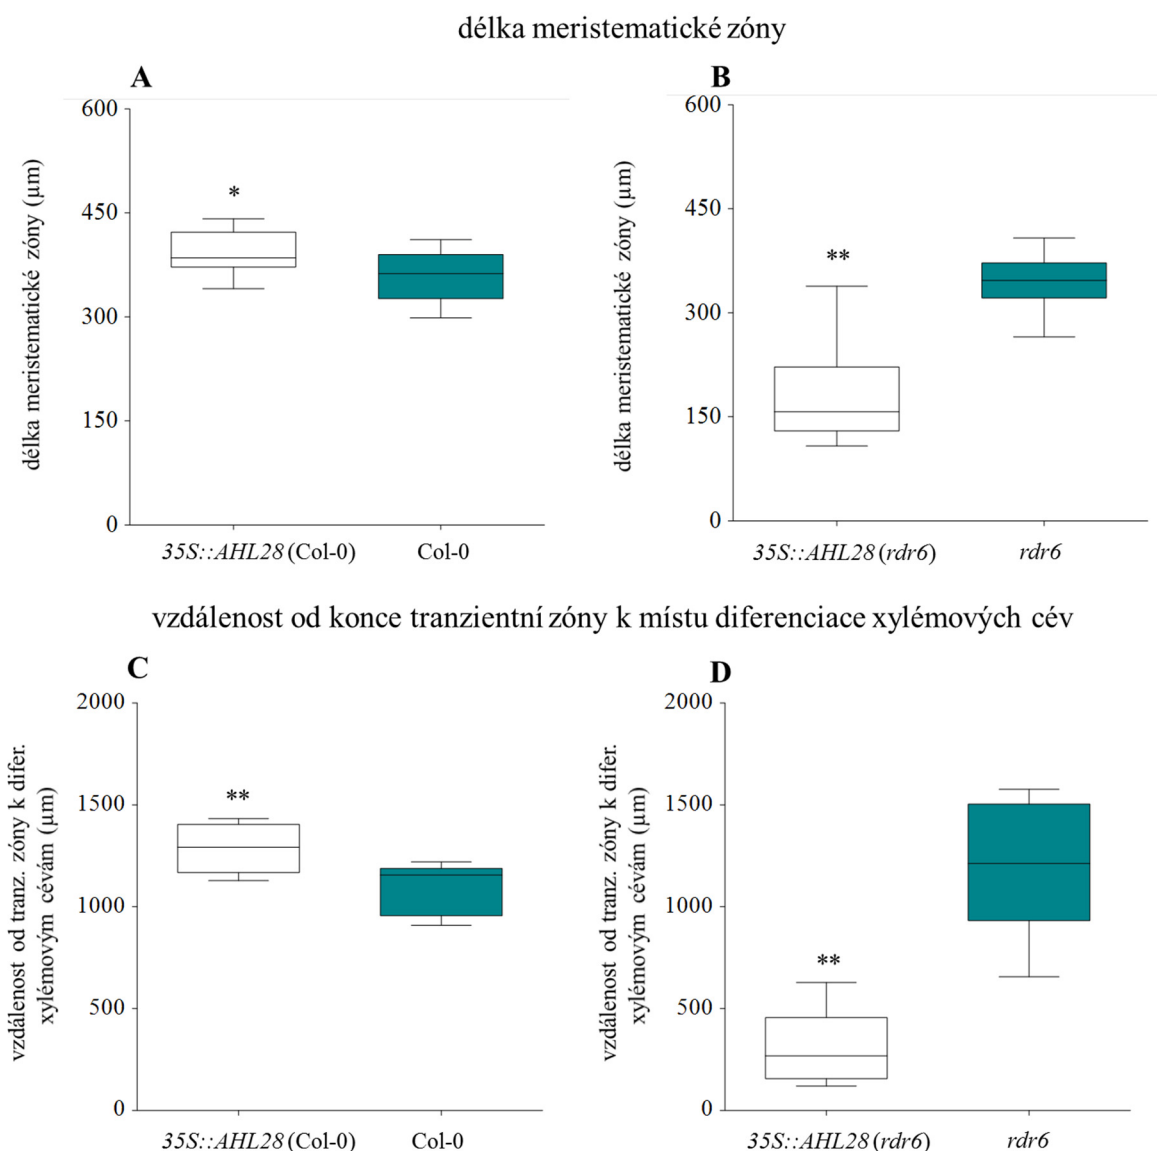 délka meristematické zóny
A
délka meristematické zóny (µm)
600
450
300
150
0
*
35S::AHL28 (Col-0)
Col-0
B
délka meristematické zóny (µm)
600
450
300
150
0
**
35S::AHL28 (rdr6)
rdr6
vzdálenost od konce tranzientní zóny k místu diferenciace xylémových cév
C
vzdálenost od tranz. zóny k difer.
xylémovým cévám (µm)
2000
1500
1000
500
0
**
35S::AHL28 (Col-0)
Col-0
D
vzdálenost od tranz. zóny k difer.
xylémovým cévám (µm)
2000
1500
1000
500
0
**
35S::AHL28 (rdr6)
rdr6